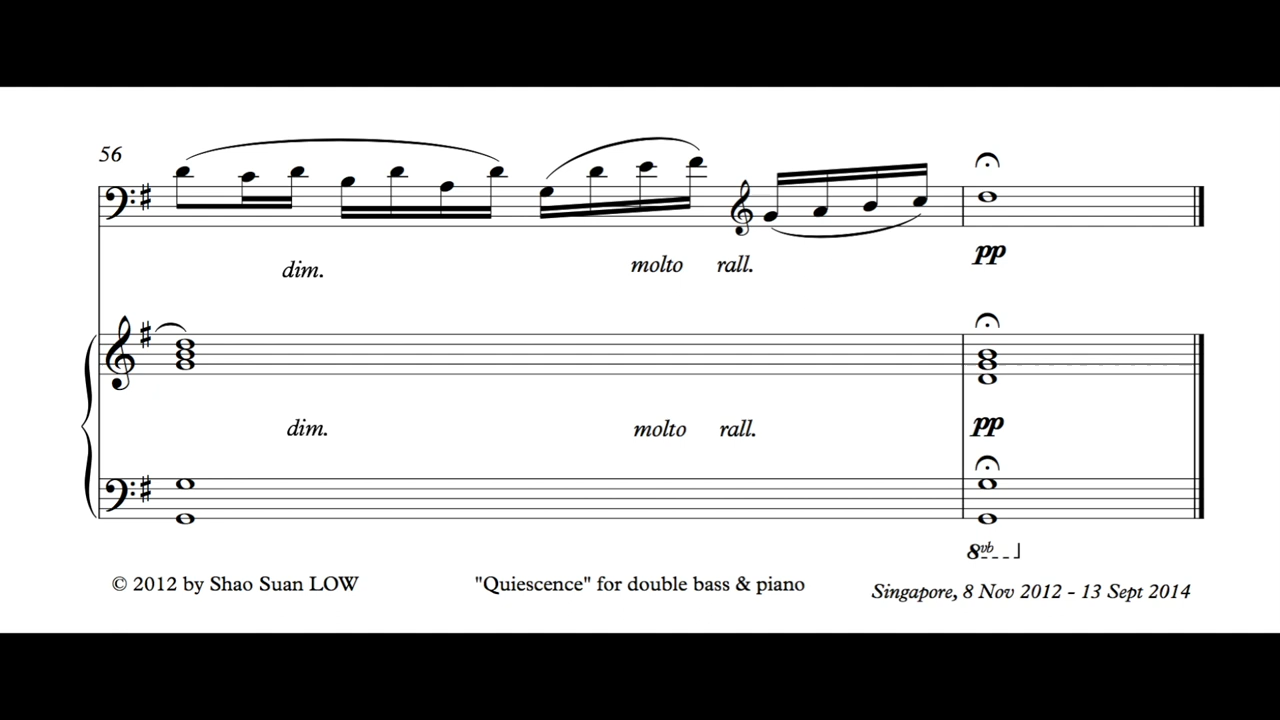 56
dim.
molto rall.
pp
dim.
molto rall.
pp
8vb
© 2012 by Shao Suan LOW
"Quiescence" for double bass & piano
Singapore, 8 Nov 2012 - 13 Sept 2014